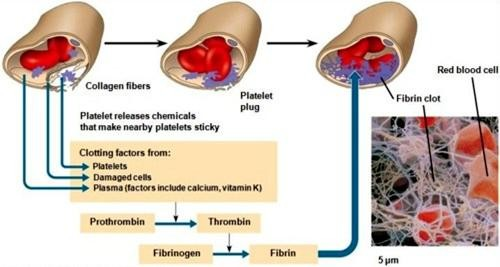 Collagen fibers
Platelet
plug
Red blood cell
Fibrin clot
Platelet releases chemicals
that make nearby platelets sticky
Clotting factors from:
Platelets
Damaged cells
Plasma (factors include calcium, vitamin K)
Prothrombin
Thrombin
Fibrinogen
Fibrin
5 µm